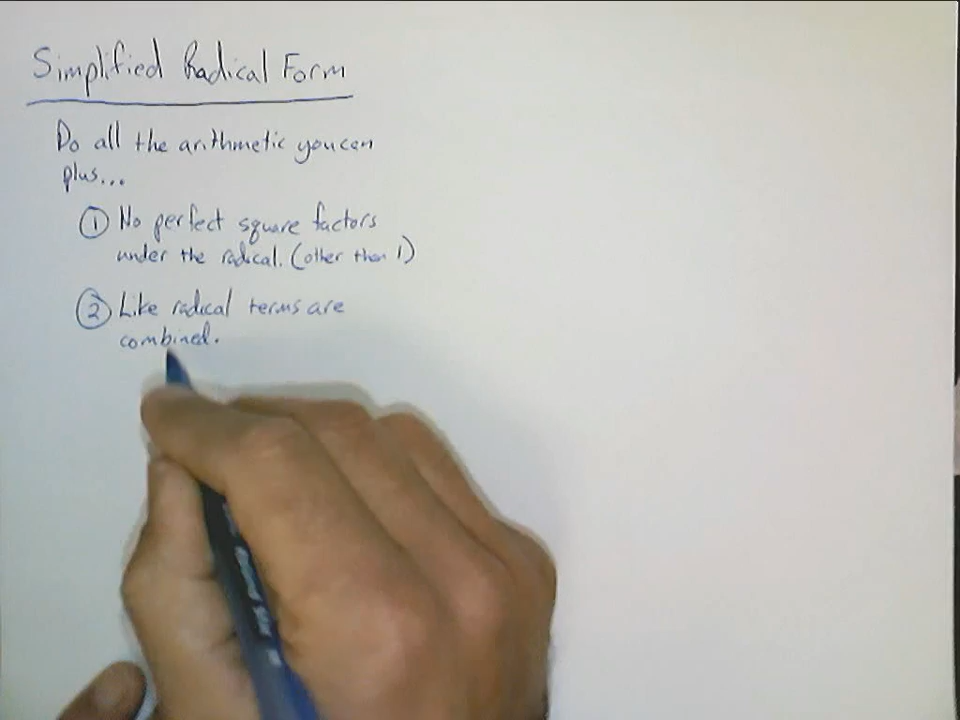 Simplified Radical Form
Do all the arithmetic you can
plus...
① No perfect square factors
under the radical. (other than 1)
② Like radical terms are
combined.